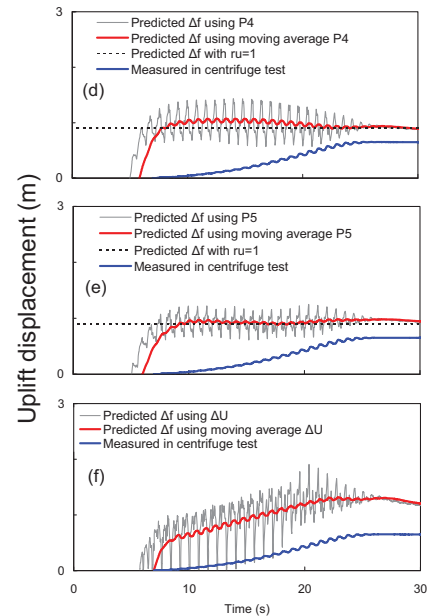 Uplift displacement (m)
3
Predicted Δf using P4
Predicted Δf using moving average P4
Predicted Δf with ru=1
Measured in centrifuge test
(d)
0
3
Predicted Δf using P5
Predicted Δf using moving average P5
Predicted Δf with ru=1
Measured in centrifuge test
(e)
0
3
Predicted Δf using ΔU
Predicted Δf using moving average ΔU
Measured in centrifuge test
(f)
0
0 10 20 30
Time (s)